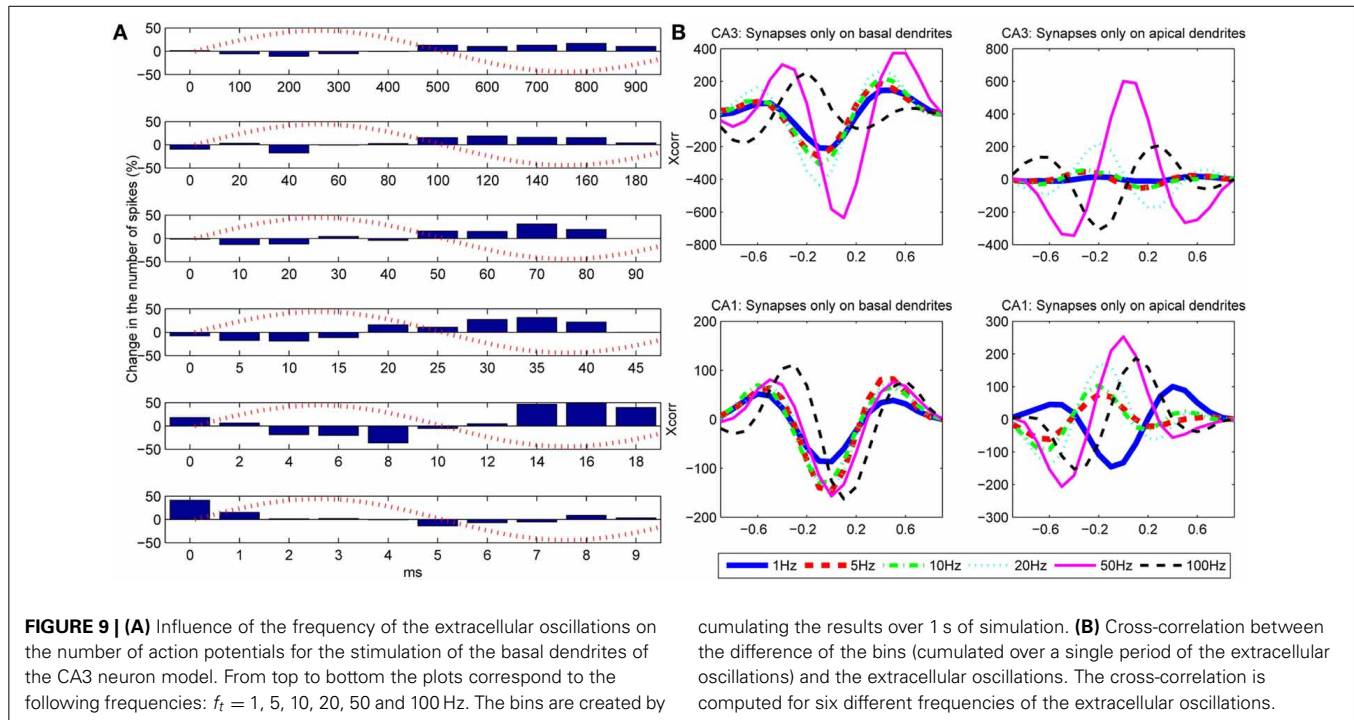 A
Change in the number of spikes (%)
50
0
−50
0 100 200 300 400 500 600 700 800 900
50
0
−50
0 20 40 60 80 100 120 140 160 180
50
0
−50
0 10 20 30 40 50 60 70 80 90
50
0
−50
0 5 10 15 20 25 30 35 40 45
50
0
−50
0 2 4 6 8 10 12 14 16 18
50
0
−50
0 1 2 3 4 5 6 7 8 9
ms
B
CA3: Synapses only on basal dendrites
Xcorr
400
200
0
−200
−400
−600
−800
−0.6 −0.2 0.2 0.6
CA3: Synapses only on apical dendrites
800
600
400
200
0
−200
−400
−0.6 −0.2 0.2 0.6
CA1: Synapses only on basal dendrites
Xcorr
200
100
0
−100
−200
−0.6 −0.2 0.2 0.6
CA1: Synapses only on apical dendrites
300
200
100
0
−100
−200
−300
−0.6 −0.2 0.2 0.6
1Hz 5Hz 10Hz 20Hz 50Hz 100Hz
FIGURE 9 | (A) Influence of the frequency of the extracellular oscillations on
the number of action potentials for the stimulation of the basal dendrites of
the CA3 neuron model. From top to bottom the plots correspond to the
following frequencies: fₜ = 1, 5, 10, 20, 50 and 100 Hz. The bins are created by
cumulating the results over 1 s of simulation. (B) Cross-correlation between
the difference of the bins (cumulated over a single period of the extracellular
oscillations) and the extracellular oscillations. The cross-correlation is
computed for six different frequencies of the extracellular oscillations.